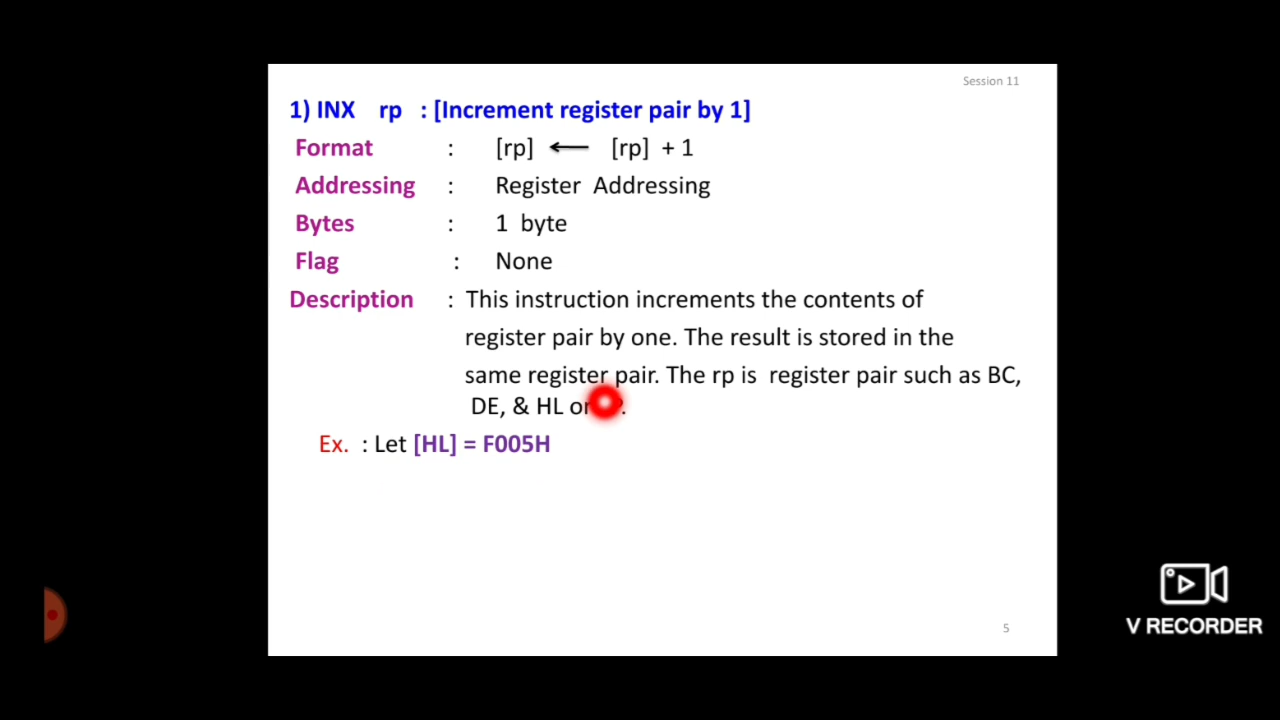 Session 11
1) INX rp : [Increment register pair by 1]
Format : [rp] ← [rp] + 1
Addressing : Register Addressing
Bytes : 1 byte
Flag : None
Description : This instruction increments the contents of
register pair by one. The result is stored in the
same register pair. The rp is register pair such as BC,
DE, & HL or
Ex. : Let [HL] = F005H
5
V RECORDER